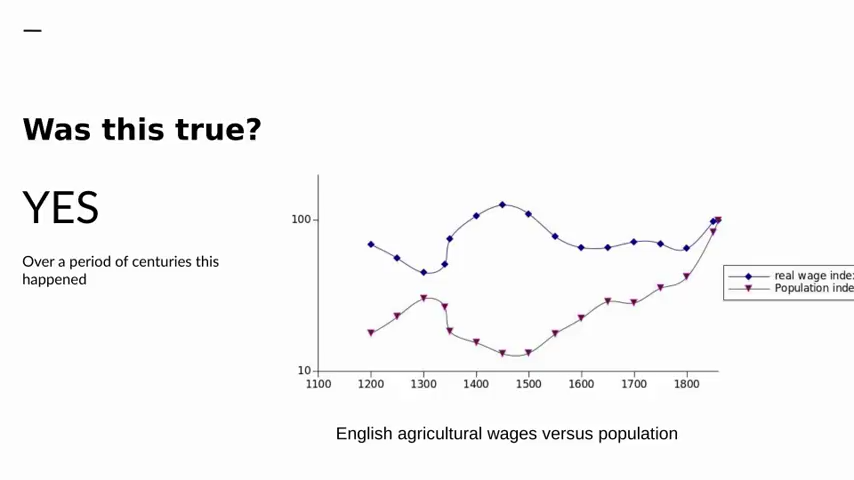 Was this true?
YES
Over a period of centuries this
happened
100
10
1100 1200 1300 1400 1500 1600 1700 1800
real wage index
Population inde
English agricultural wages versus population